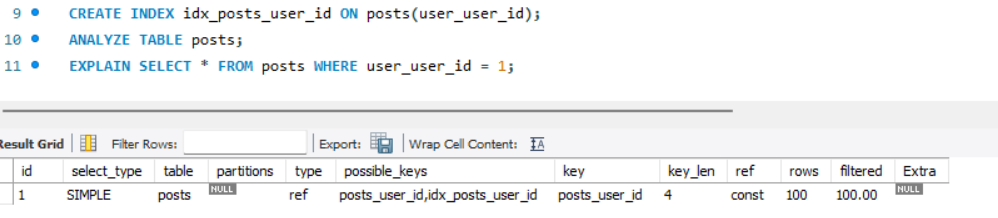 9 CREATE INDEX idx_posts_user_id ON posts(user_user_id);
10 ANALYZE TABLE posts;
11 EXPLAIN SELECT * FROM posts WHERE user_user_id = 1;
Result Grid Filter Rows: Export: Wrap Cell Content: IA
id select_type table partitions type possible_keys key key_len ref rows filtered Extra
1 SIMPLE posts NULL ref posts_user_id,idx_posts_user_id posts_user_id 4 const 100 100.00 NULL